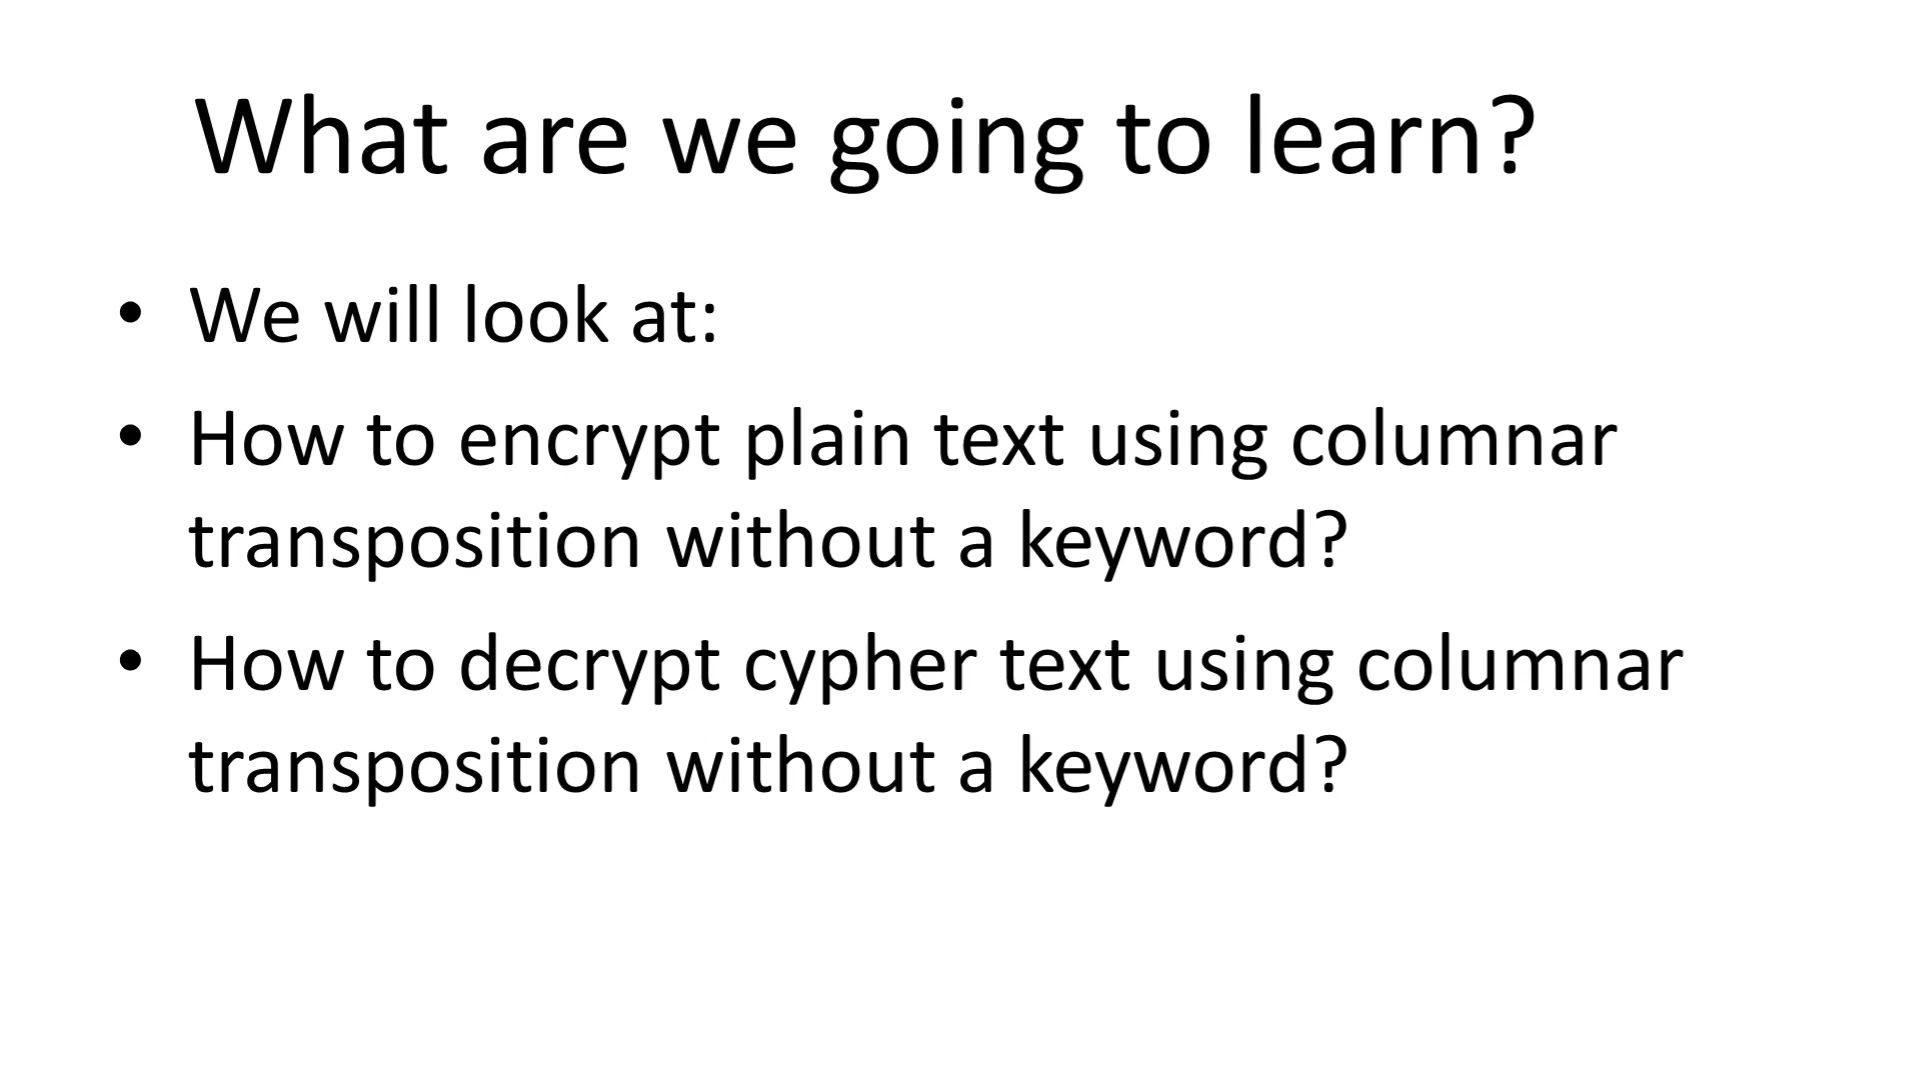 What are we going to learn?
• We will look at:
• How to encrypt plain text using columnar
transposition without a keyword?
• How to decrypt cypher text using columnar
transposition without a keyword?